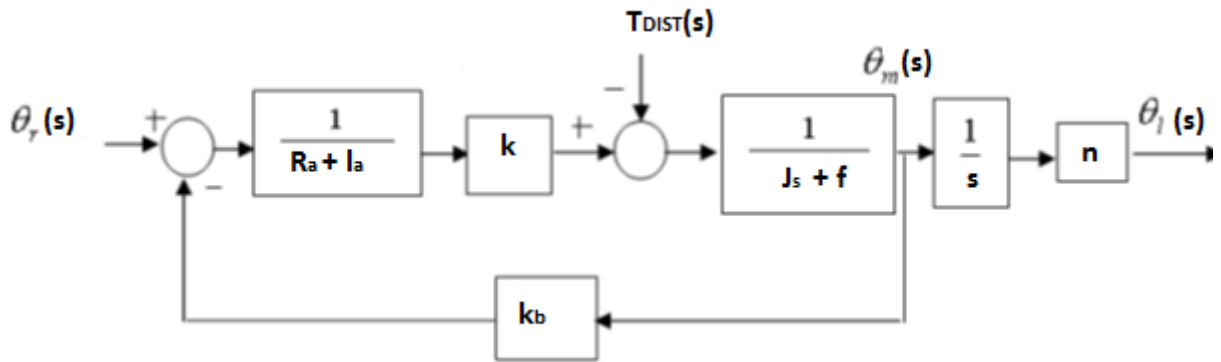 TDIST(s)
−
θm(s)
θr (s)
+
−
1
Ra + la
k
+
1
Js + f
1
s
n
θl (s)
kb